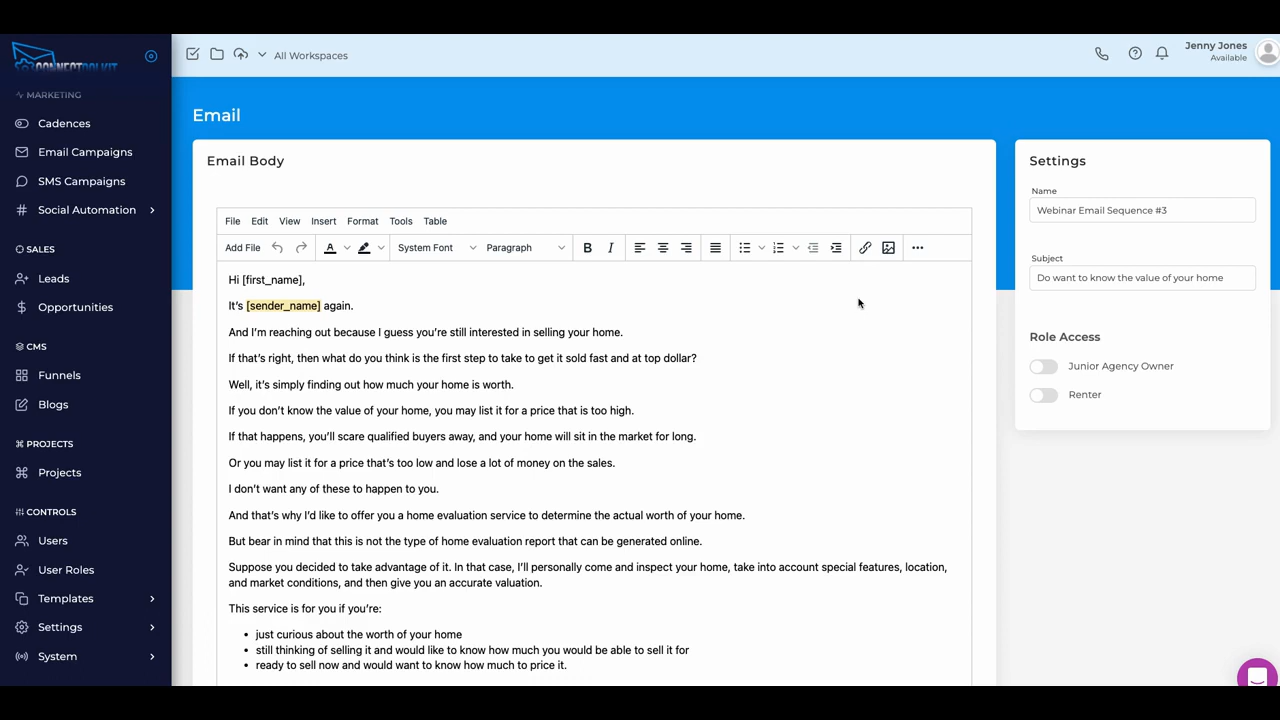 CONNECTOLKIT
All Workspaces
Jenny Jones
Available
MARKETING
Cadences
Email Campaigns
SMS Campaigns
Social Automation
SALES
Leads
Opportunities
CMS
Funnels
Blogs
PROJECTS
Projects
CONTROLS
Users
User Roles
Templates
Settings
System
Email
Email Body
File Edit View Insert Format Tools Table
Add File System Font Paragraph B I
Hi [first_name],
It's [sender_name] again.
And I'm reaching out because I guess you're still interested in selling your home.
If that's right, then what do you think is the first step to take to get it sold fast and at top dollar?
Well, it's simply finding out how much your home is worth.
If you don't know the value of your home, you may list it for a price that is too high.
If that happens, you'll scare qualified buyers away, and your home will sit in the market for long.
Or you may list it for a price that's too low and lose a lot of money on the sales.
I don't want any of these to happen to you.
And that's why I'd like to offer you a home evaluation service to determine the actual worth of your home.
But bear in mind that this is not the type of home evaluation report that can be generated online.
Suppose you decided to take advantage of it. In that case, I'll personally come and inspect your home, take into account special features, location,
and market conditions, and then give you an accurate valuation.
This service is for you if you're:
• just curious about the worth of your home
• still thinking of selling it and would like to know how much you would be able to sell it for
• ready to sell now and would want to know how much to price it.
Settings
Name
Webinar Email Sequence #3
Subject
Do want to know the value of your home
Role Access
Junior Agency Owner
Renter